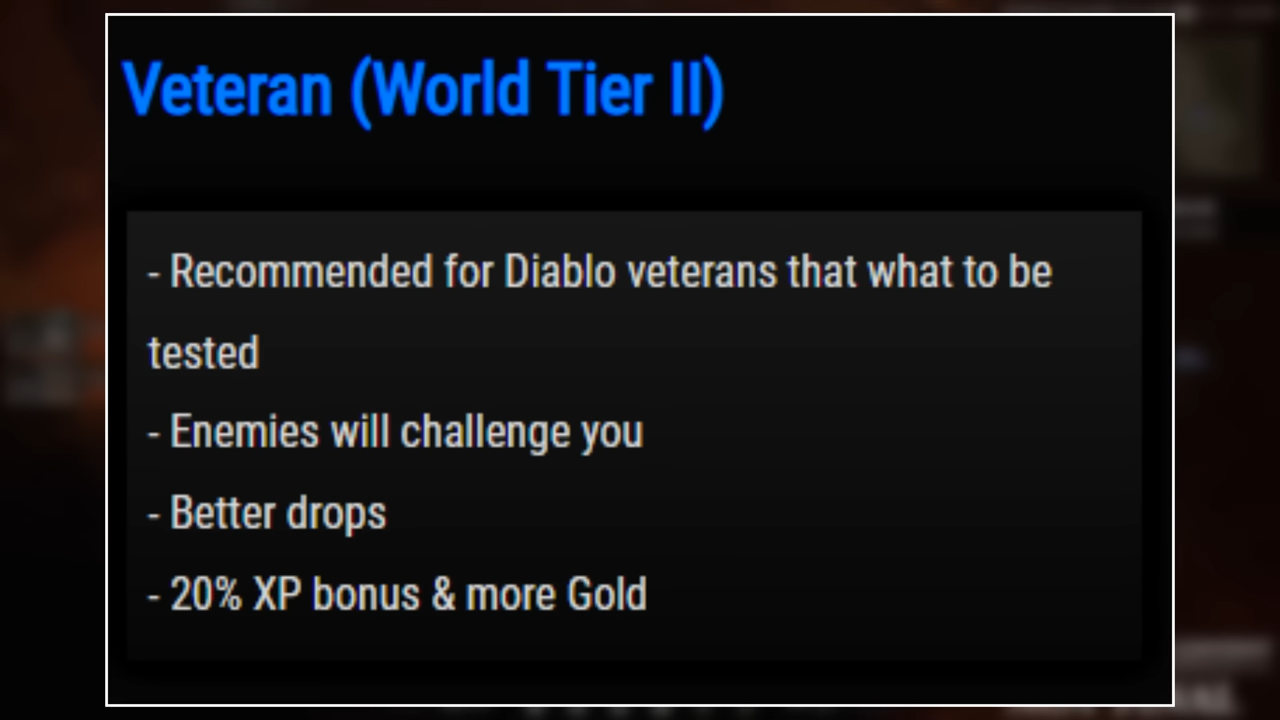 Veteran (World Tier II)
- Recommended for Diablo veterans that what to be
tested
- Enemies will challenge you
- Better drops
- 20% XP bonus & more Gold